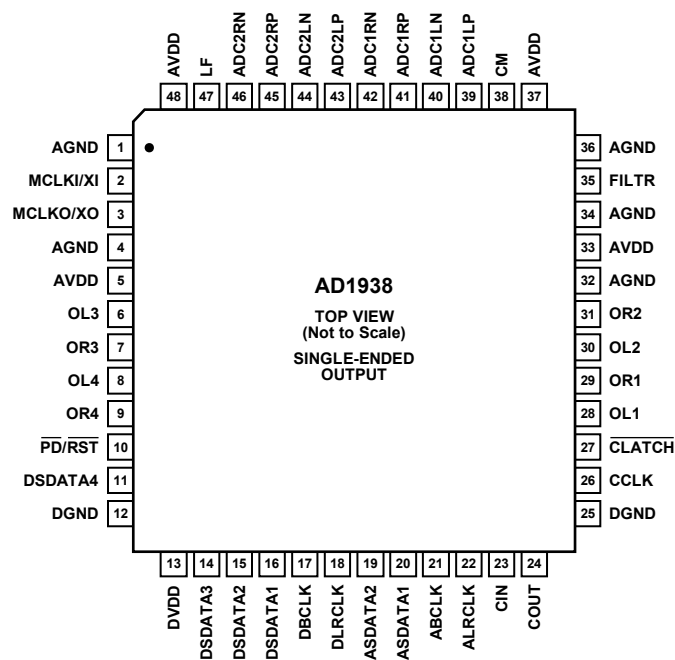 AVDD
LF
ADC2RN
ADC2RP
ADC2LN
ADC2LP
ADC1RN
ADC1RP
ADC1LN
ADC1LP
CM
AVDD
48 47 46 45 44 43 42 41 40 39 38 37
AGND 1
MCLKI/XI 2
MCLKO/XO 3
AGND 4
AVDD 5
OL3 6
OR3 7
OL4 8
OR4 9
PD/RST 10
DSDATA4 11
DGND 12
AD1938
TOP VIEW
(Not to Scale)
SINGLE-ENDED
OUTPUT
36 AGND
35 FILTR
34 AGND
33 AVDD
32 AGND
31 OR2
30 OL2
29 OR1
28 OL1
27 CLATCH
26 CCLK
25 DGND
13 14 15 16 17 18 19 20 21 22 23 24
DVDD
DSDATA3
DSDATA2
DSDATA1
DBCLK
DLRCLK
ASDATA2
ASDATA1
ABCLK
ALRCLK
CIN
COUT